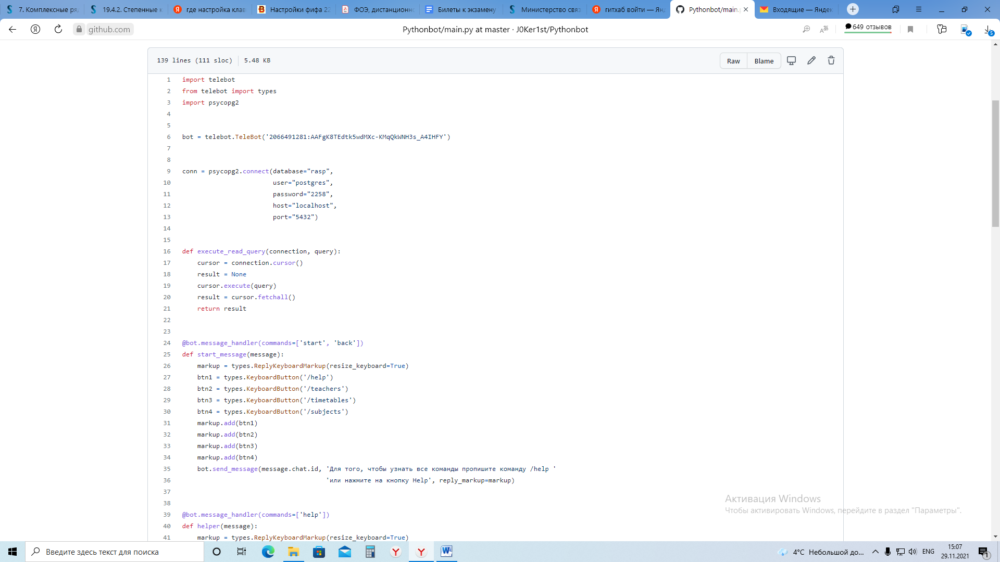 7. Комплексные ря
19.4.2. Степенные к
где настройка клав
Настройки фифа 22
ФОЭ, дистанционн
Билеты к экзамену
Министерство связ
гитхаб войти — Ян
Pythonbot/main.
Входящие — Яндек
github.com
Pythonbot/main.py at master · J0Ker1st/Pythonbot
649 отзывов
5
139 lines (111 sloc)
5.48 KB
Raw
Blame
1 import telebot
2 from telebot import types
3 import psycopg2
4
5
6 bot = telebot.TeleBot('2066491281:AAFgK8TEdtk5wdMXc-KMqQkWNH3s_A4IHFY')
7
8
9 conn = psycopg2.connect(database="rasp",
10 user="postgres",
11 password="2258",
12 host="localhost",
13 port="5432")
14
15
16 def execute_read_query(connection, query):
17 cursor = connection.cursor()
18 result = None
19 cursor.execute(query)
20 result = cursor.fetchall()
21 return result
22
23
24 @bot.message_handler(commands=['start', 'back'])
25 def start_message(message):
26 markup = types.ReplyKeyboardMarkup(resize_keyboard=True)
27 btn1 = types.KeyboardButton('/help')
28 btn2 = types.KeyboardButton('/teachers')
29 btn3 = types.KeyboardButton('/timetables')
30 btn4 = types.KeyboardButton('/subjects')
31 markup.add(btn1)
32 markup.add(btn2)
33 markup.add(btn3)
34 markup.add(btn4)
35 bot.send_message(message.chat.id, 'Для того, чтобы узнать все команды пропишите команду /help '
36 'или нажмите на кнопку Help', reply_markup=markup)
37
38
39 @bot.message_handler(commands=['help'])
40 def helper(message):
41 markup = types.ReplyKeyboardMarkup(resize_keyboard=True)
Активация Windows
Чтобы активировать Windows, перейдите в раздел "Параметры".
Введите здесь текст для поиска
4°C Небольшой до...
ENG
15:07
29.11.2021
1